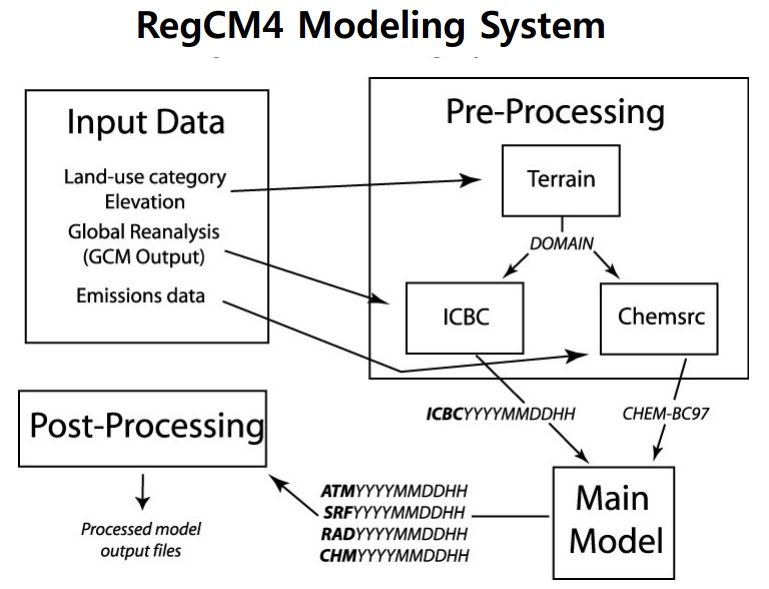 RegCM4 Modeling System
Input Data
Land-use category
Elevation
Global Reanalysis
(GCM Output)
Emissions data
Pre-Processing
Terrain
DOMAIN
ICBC
Chemsrc
ICBCYYYYMMDDHH
CHEM-BC97
Main
Model
ATMYYYYMMDDHH
SRFYYYYMMDDHH
RADYYYYMMDDHH
CHMYYYYMMDDHH
Post-Processing
Processed model
output files